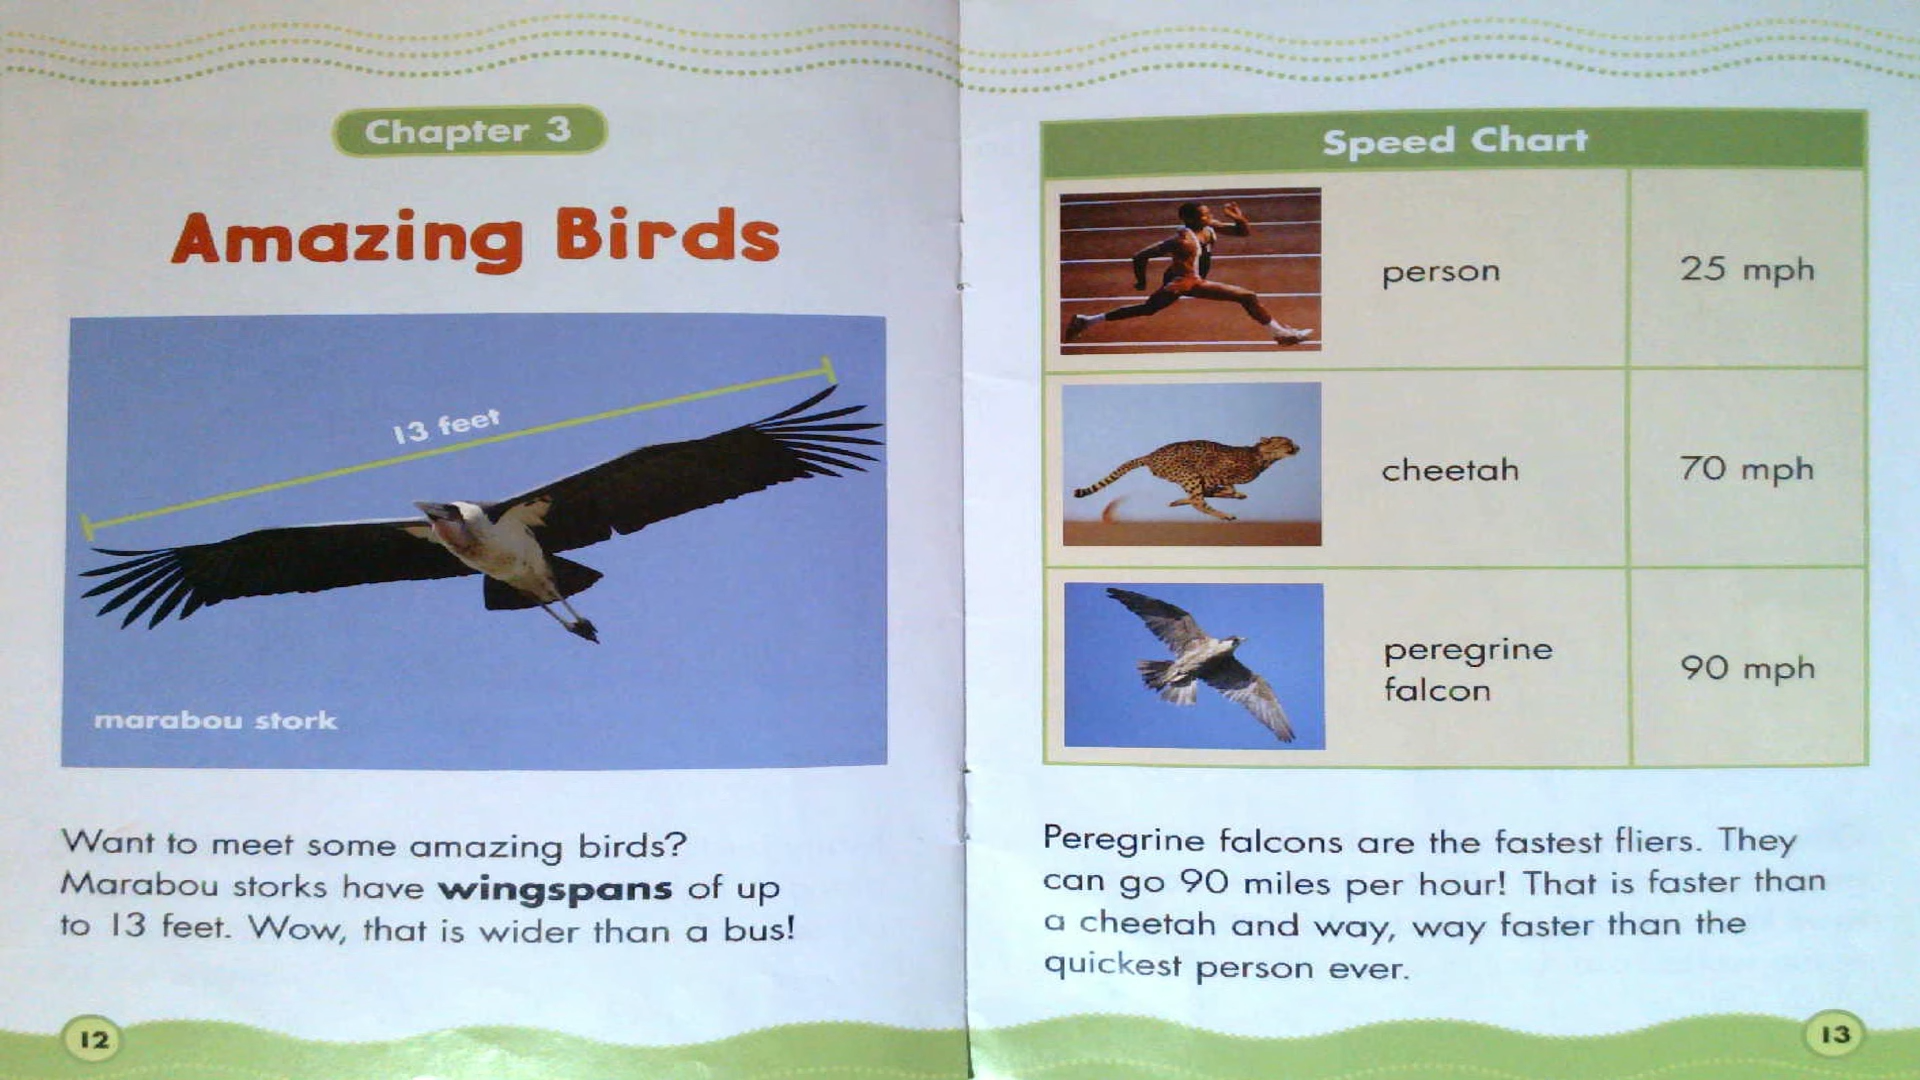 Chapter 3
Amazing Birds
13 feet
marabou stork
Want to meet some amazing birds?
Marabou storks have wingspans of up
to 13 feet. Wow, that is wider than a bus!
12
Speed Chart
person
25 mph
cheetah
70 mph
peregrine
falcon
90 mph
Peregrine falcons are the fastest fliers. They
can go 90 miles per hour! That is faster than
a cheetah and way, way faster than the
quickest person ever.
13